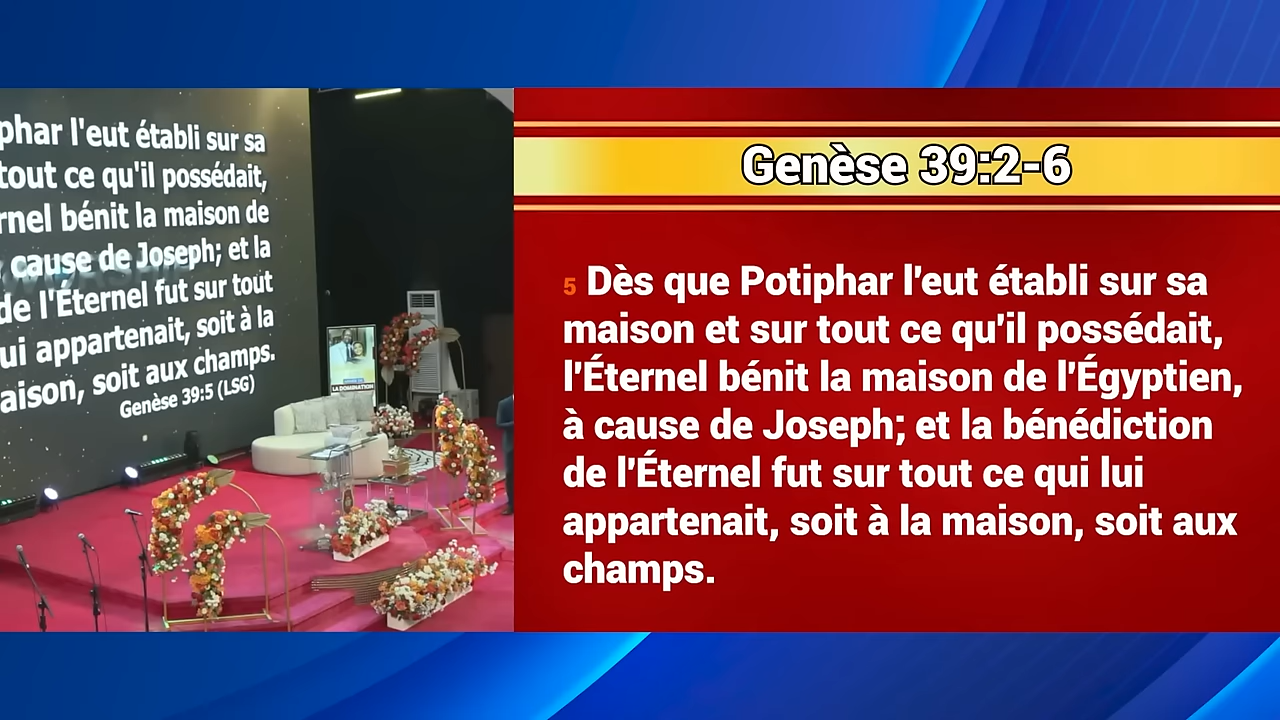 phar l'eut établi sur sa
tout ce qu'il possédait,
rnel bénit la maison de
cause de Joseph; et la
de l'Éternel fut sur tout
ui appartenait, soit à la
aison, soit aux champs.
Genèse 39:5 (LSG)
LA DOMINATION
Genèse 39:2-6
5 Dès que Potiphar l'eut établi sur sa
maison et sur tout ce qu'il possédait,
l'Éternel bénit la maison de l'Égyptien,
à cause de Joseph; et la bénédiction
de l'Éternel fut sur tout ce qui lui
appartenait, soit à la maison, soit aux
champs.